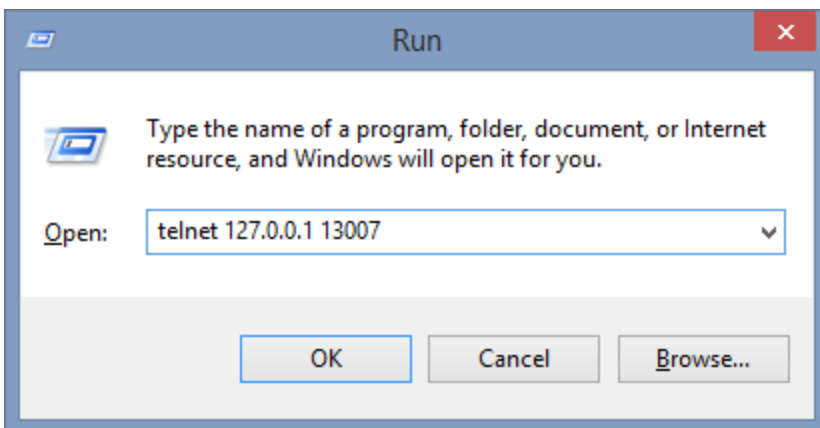 Run
Type the name of a program, folder, document, or Internet
resource, and Windows will open it for you.
Open: telnet 127.0.0.1 13007
OK Cancel Browse...